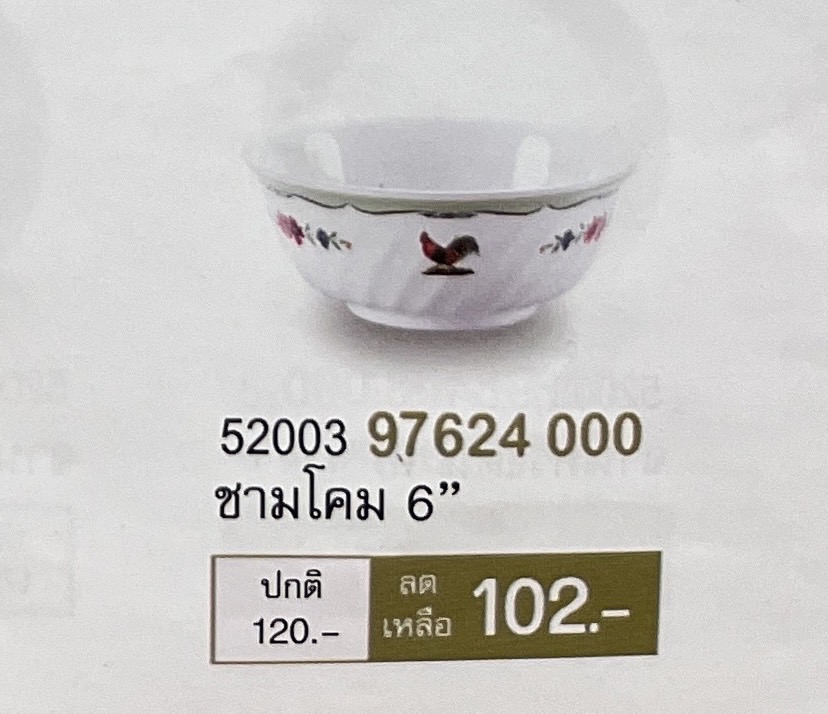 52003 97624 000
ชามโคม 6”
ปกติ
120.–
ลด
เหลือ
102.–